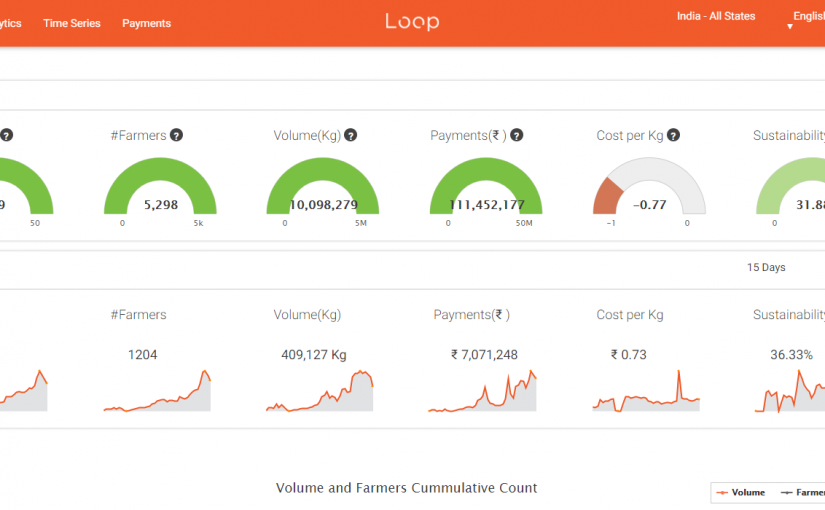 ytics Time Series Payments Loop India - All States English
▼
? #Farmers ? Volume(Kg) ? Payments(₹ ) ? Cost per Kg ? Sustainability
9 5,298 10,098,279 111,452,177 -0.77 31.88
50 0 5k 0 5M 0 50M -1 0 0
15 Days
#Farmers Volume(Kg) Payments(₹ ) Cost per Kg Sustainability
1204 409,127 Kg ₹ 7,071,248 ₹ 0.73 36.33%
Volume and Farmers Cummulative Count
Volume Farmer